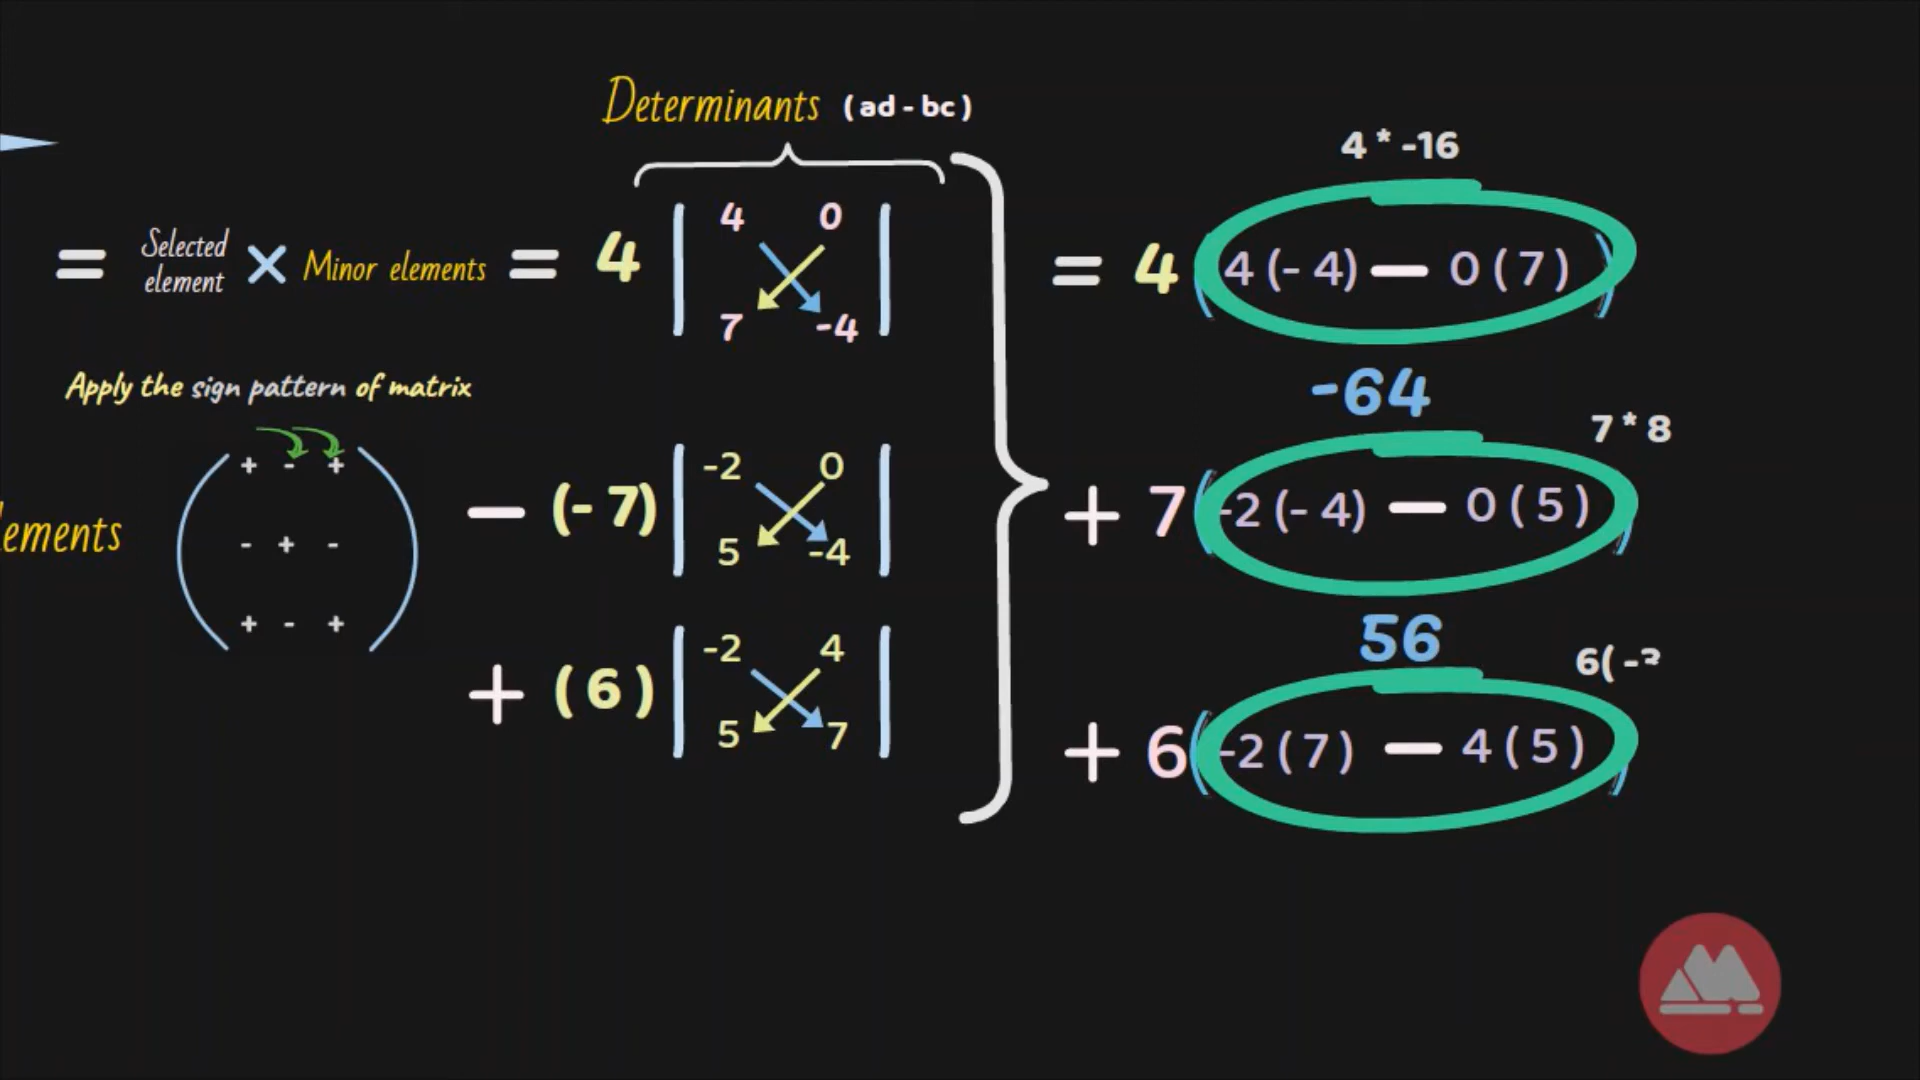 Determinants (ad - bc)
4 * -16
= Selected element × Minor elements = 4 | 4 0 | = 4 ( 4 (- 4) — 0 ( 7 ) )
7 -4
Apply the sign pattern of matrix
-64
7 * 8
+ - +
- (- 7) | -2 0 | + 7 ( -2 (- 4) — 0 ( 5 ) )
5 -4
- + -
+ - +
56
6( -
+ ( 6 ) | -2 4 | + 6 ( -2 ( 7 ) — 4 ( 5 ) )
5 7